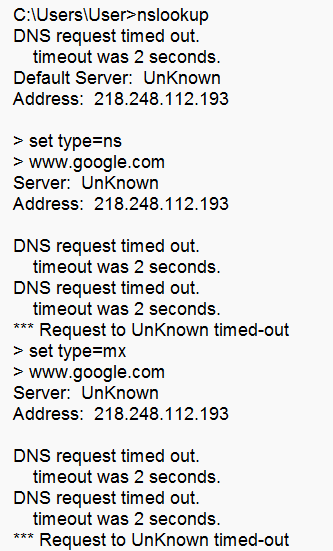 C:\Users\User>nslookup
DNS request timed out.
    timeout was 2 seconds.
Default Server:  UnKnown
Address:  218.248.112.193

> set type=ns
> www.google.com
Server:  UnKnown
Address:  218.248.112.193

DNS request timed out.
    timeout was 2 seconds.
DNS request timed out.
    timeout was 2 seconds.
*** Request to UnKnown timed-out
> set type=mx
> www.google.com
Server:  UnKnown
Address:  218.248.112.193

DNS request timed out.
    timeout was 2 seconds.
DNS request timed out.
    timeout was 2 seconds.
*** Request to UnKnown timed-out